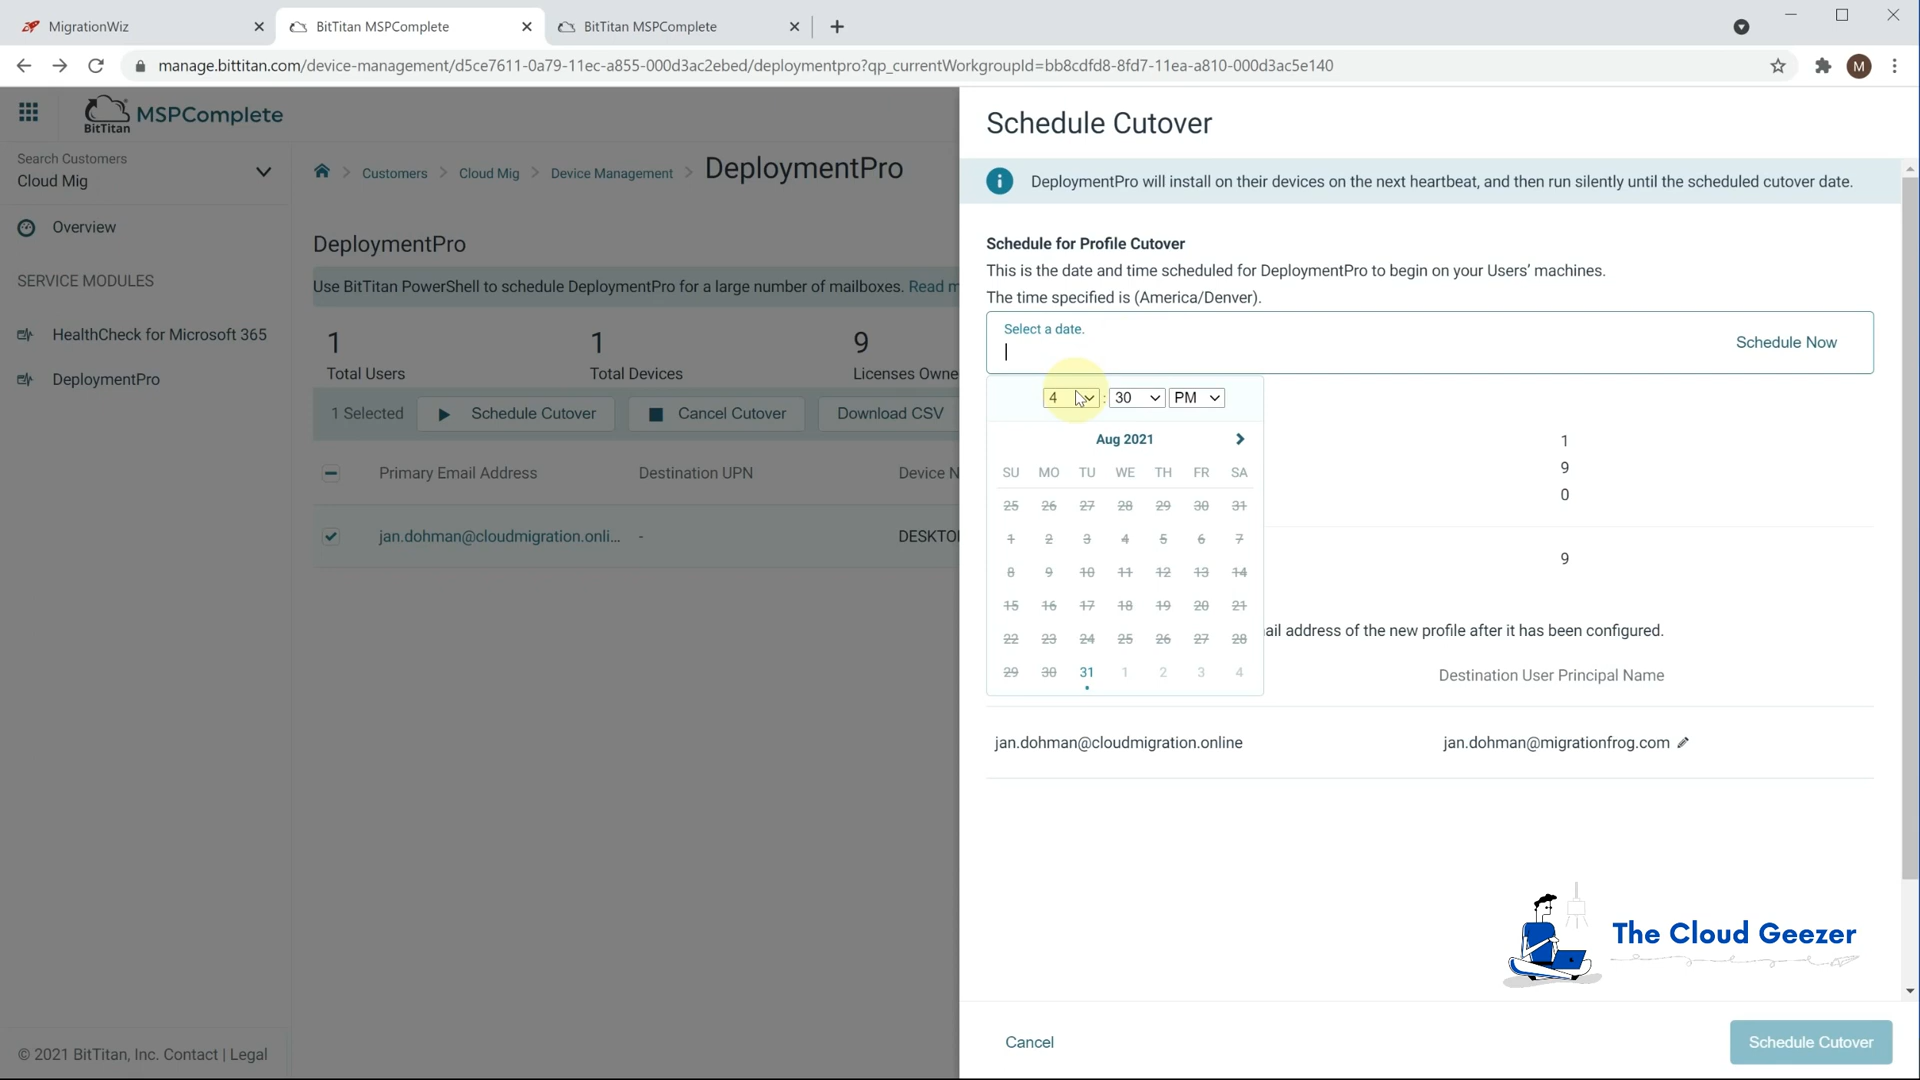 MigrationWiz
BitTitan MSPComplete
BitTitan MSPComplete
manage.bittitan.com/device-management/d5ce7611-0a79-11ec-a855-000d3ac2ebed/deploymentpro?qp_currentWorkgroupId=bb8cdfd8-8fd7-11ea-a810-000d3ac5e140
M
BitTitan MSPComplete
Search Customers
Cloud Mig
Overview
SERVICE MODULES
HealthCheck for Microsoft 365
DeploymentPro
© 2021 BitTitan, Inc. Contact | Legal
Customers > Cloud Mig > Device Management > DeploymentPro
DeploymentPro
Use BitTitan PowerShell to schedule DeploymentPro for a large number of mailboxes. Read m
1 1 9
Total Users Total Devices Licenses Owne
1 Selected Schedule Cutover Cancel Cutover Download CSV
Primary Email Address Destination UPN Device N
jan.dohman@cloudmigration.onli... - DESKTO
Schedule Cutover
DeploymentPro will install on their devices on the next heartbeat, and then run silently until the scheduled cutover date.
Schedule for Profile Cutover
This is the date and time scheduled for DeploymentPro to begin on your Users' machines.
The time specified is (America/Denver).
Select a date.
Schedule Now
4 : 30 PM
Aug 2021
SU MO TU WE TH FR SA
25 26 27 28 29 30 31
1 2 3 4 5 6 7
8 9 10 11 12 13 14
15 16 17 18 19 20 21
22 23 24 25 26 27 28
29 30 31 1 2 3 4
1
9
0
9
ail address of the new profile after it has been configured.
Destination User Principal Name
jan.dohman@cloudmigration.online jan.dohman@migrationfrog.com
The Cloud Geezer
Cancel Schedule Cutover